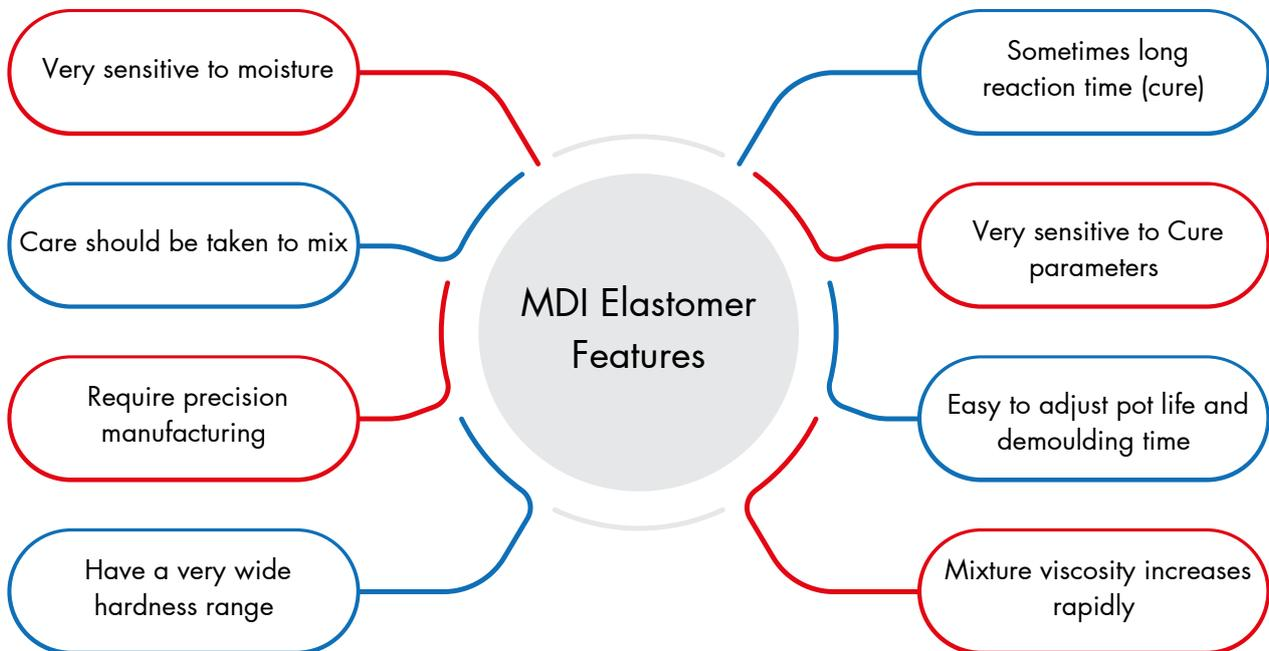 Very sensitive to moisture
Care should be taken to mix
Require precision
manufacturing
Have a very wide
hardness range
MDI Elastomer
Features
Sometimes long
reaction time (cure)
Very sensitive to Cure
parameters
Easy to adjust pot life and
demoulding time
Mixture viscosity increases
rapidly